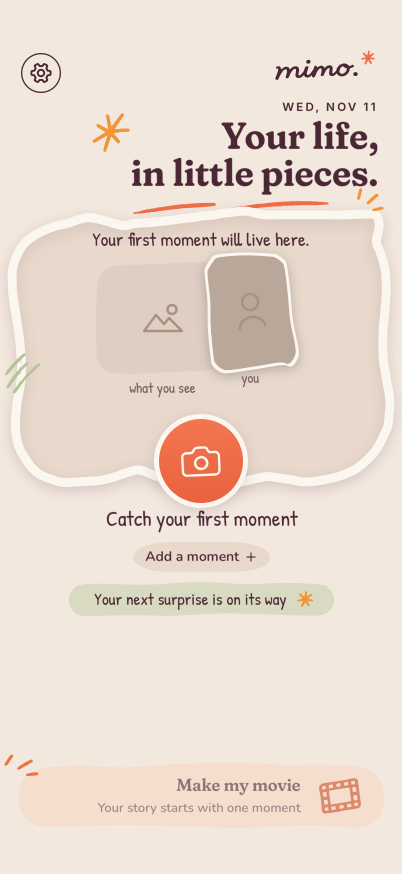 mimo.
WED, NOV 11
Your life,
in little pieces.
Your first moment will live here.
what you see
you
Catch your first moment
Add a moment +
Your next surprise is on its way
Make my movie
Your story starts with one moment